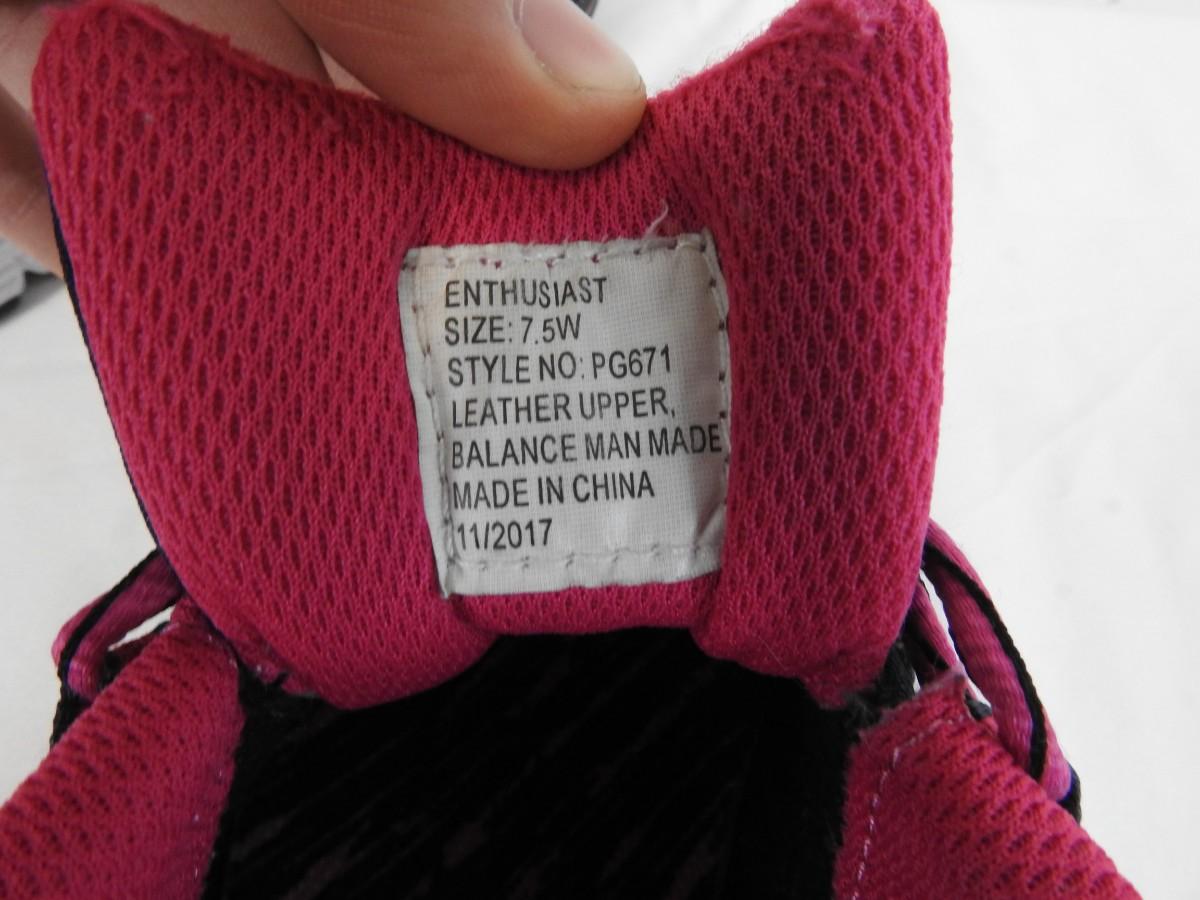 ENTHUSIAST
SIZE: 7.5W
STYLE NO: PG671
LEATHER UPPER,
BALANCE MAN MADE
MADE IN CHINA
11/2017